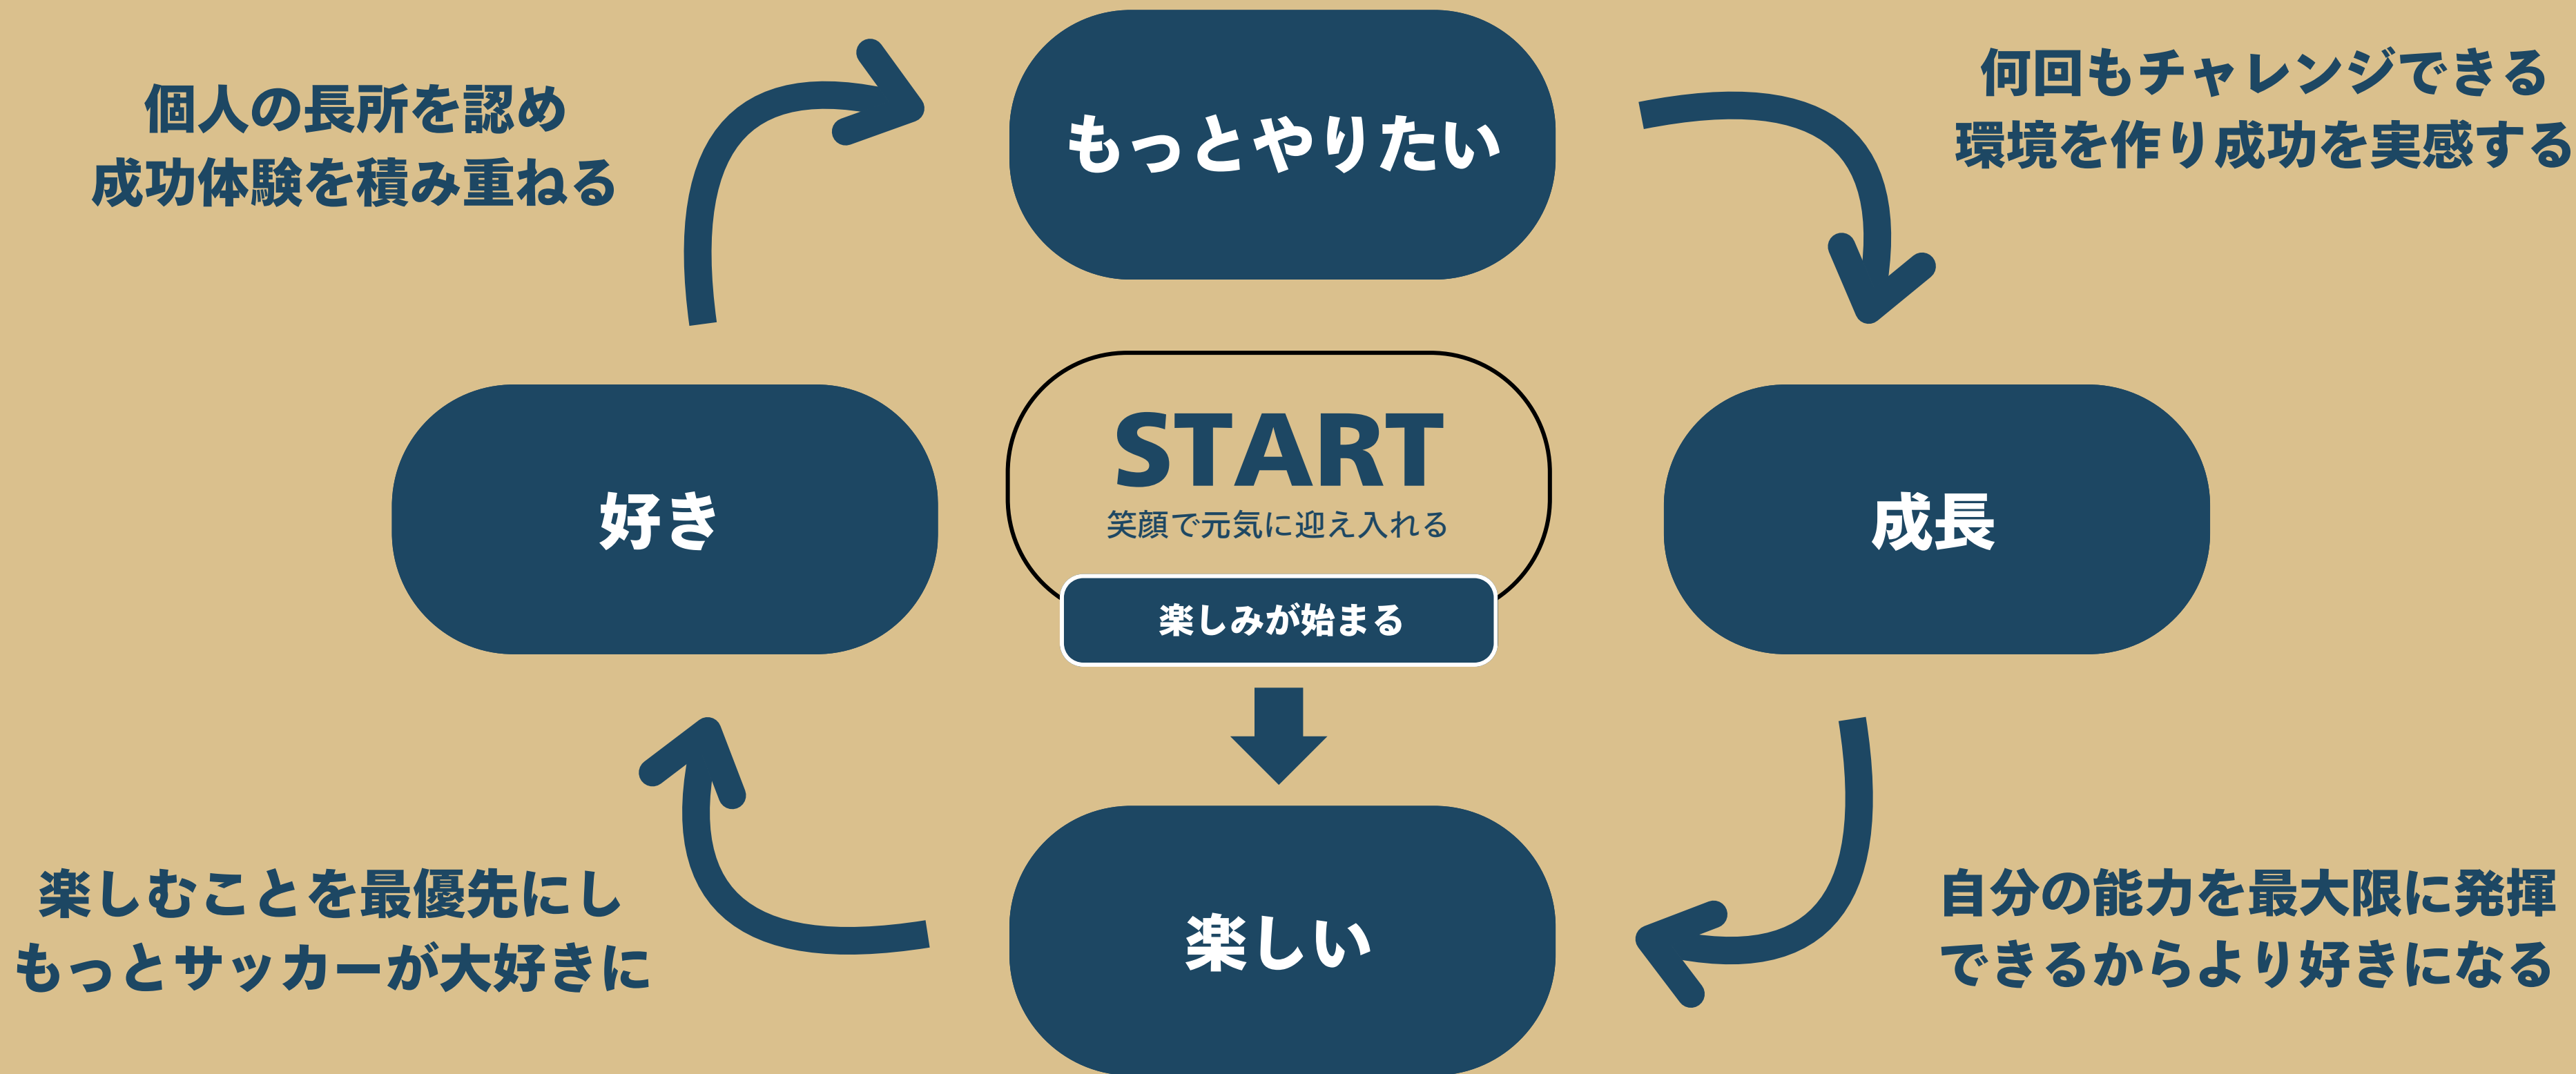 個人の長所を認め
成功体験を積み重ねる
もっとやりたい
何回もチャレンジできる
環境を作り成功を実感する
好き
START
笑顔で元気に迎え入れる
楽しみが始まる
成長
楽しむことを最優先にし
もっとサッカーが大好きに
楽しい
自分の能力を最大限に発揮
できるからより好きになる